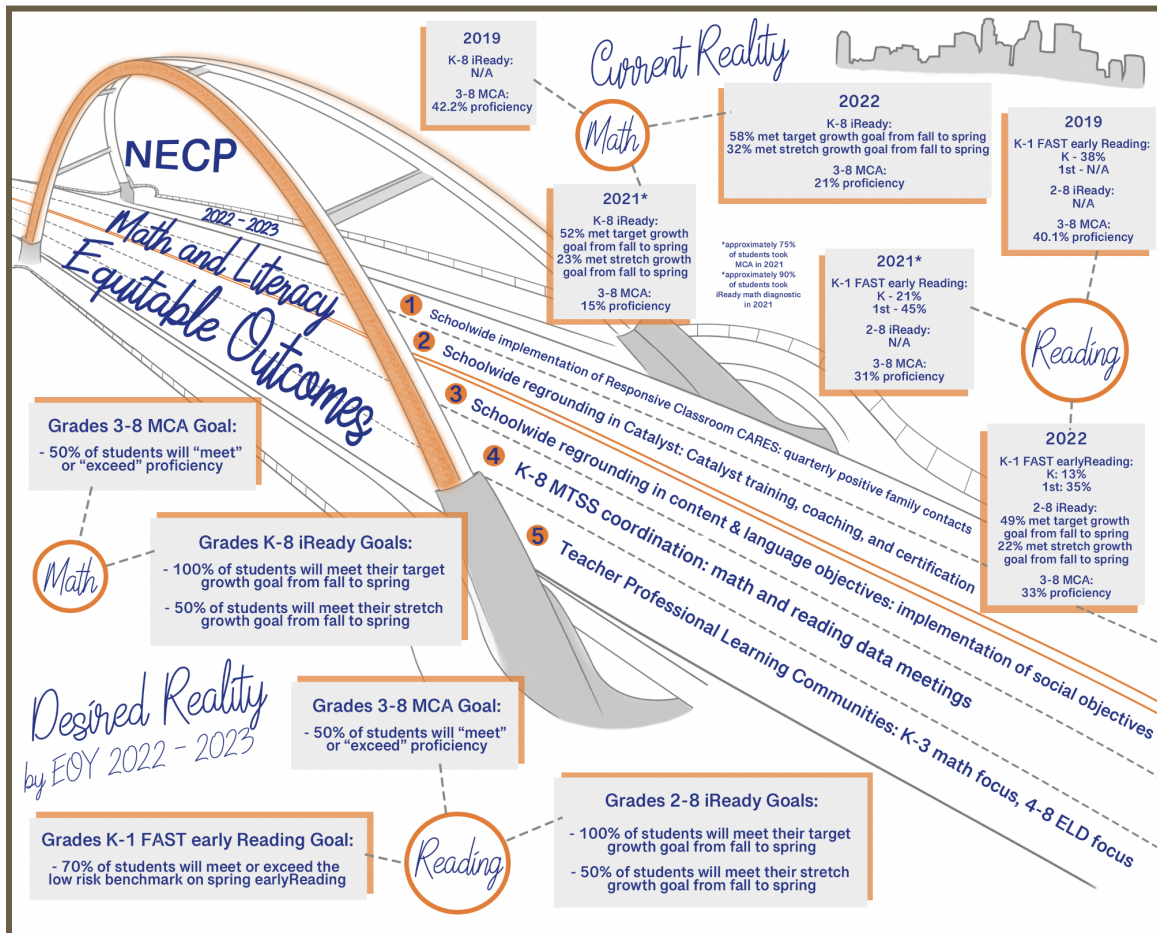 NECP
2022 - 2023
Math and Literacy
Equitable Outcomes
Current Reality
Math
2019
K-8 iReady:
N/A
3-8 MCA:
42.2% proficiency
2021*
K-8 iReady:
52% met target growth
goal from fall to spring
23% met stretch growth
goal from fall to spring
3-8 MCA:
15% proficiency
2022
K-8 iReady:
58% met target growth goal from fall to spring
32% met stretch growth goal from fall to spring
3-8 MCA:
21% proficiency
*approximately 75%
of students took
MCA in 2021
*approximately 90%
of students took
iReady math diagnostic
in 2021
Reading
2019
K-1 FAST early Reading:
K - 38%
1st - N/A
2-8 iReady:
N/A
3-8 MCA:
40.1% proficiency
2021*
K-1 FAST early Reading:
K - 21%
1st - 45%
2-8 iReady:
N/A
3-8 MCA:
31% proficiency
2022
K-1 FAST earlyReading:
K: 13%
1st: 35%
2-8 iReady:
49% met target growth
goal from fall to spring
22% met stretch growth
goal from fall to spring
3-8 MCA:
33% proficiency
1 Schoolwide implementation of Responsive Classroom CARES: quarterly positive family contacts
2 Schoolwide regrounding in Catalyst: Catalyst training, coaching, and certification
3 Schoolwide regrounding in content & language objectives: implementation of social objectives
4 K-8 MTSS coordination: math and reading data meetings
5 Teacher Professional Learning Communities: K-3 math focus, 4-8 ELD focus
Grades 3-8 MCA Goal:
- 50% of students will “meet”
or “exceed” proficiency
Math
Grades K-8 iReady Goals:
- 100% of students will meet their target
growth goal from fall to spring
- 50% of students will meet their stretch
growth goal from fall to spring
Desired Reality
by EOY 2022 - 2023
Grades 3-8 MCA Goal:
- 50% of students will “meet”
or “exceed” proficiency
Grades K-1 FAST early Reading Goal:
- 70% of students will meet or exceed the
low risk benchmark on spring earlyReading
Reading
Grades 2-8 iReady Goals:
- 100% of students will meet their target
growth goal from fall to spring
- 50% of students will meet their stretch
growth goal from fall to spring